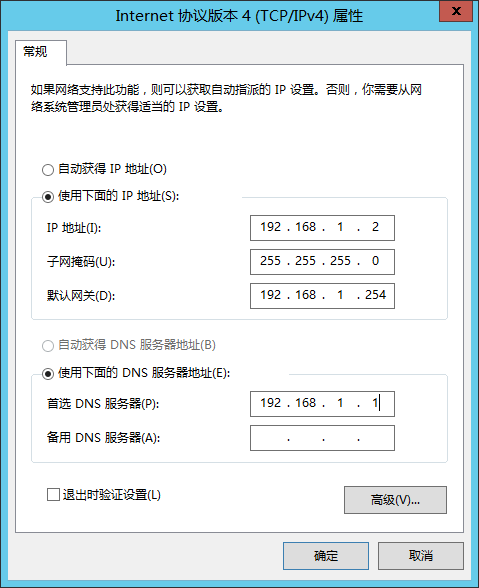 Internet 协议版本 4 (TCP/IPv4) 属性
常规
如果网络支持此功能，则可以获取自动指派的 IP 设置。否则，你需要从网
络系统管理员处获得适当的 IP 设置。
自动获得 IP 地址(O)
使用下面的 IP 地址(S):
IP 地址(I): 192 . 168 . 1 . 2
子网掩码(U): 255 . 255 . 255 . 0
默认网关(D): 192 . 168 . 1 . 254
自动获得 DNS 服务器地址(B)
使用下面的 DNS 服务器地址(E):
首选 DNS 服务器(P): 192 . 168 . 1 . 1
备用 DNS 服务器(A): . . .
退出时验证设置(L)
高级(V)...
确定 取消